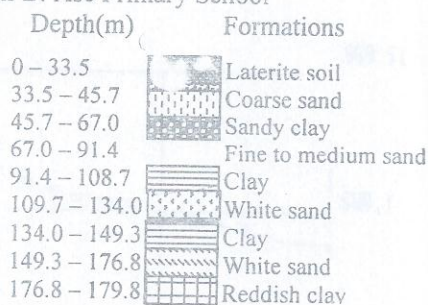 Primary School
Depth(m) Formations
0 – 33.5 Laterite soil
33.5 – 45.7 Coarse sand
45.7 – 67.0 Sandy clay
67.0 – 91.4 Fine to medium sand
91.4 – 108.7 Clay
109.7 – 134.0 White sand
134.0 – 149.3 Clay
149.3 – 176.8 White sand
176.8 – 179.8 Reddish clay